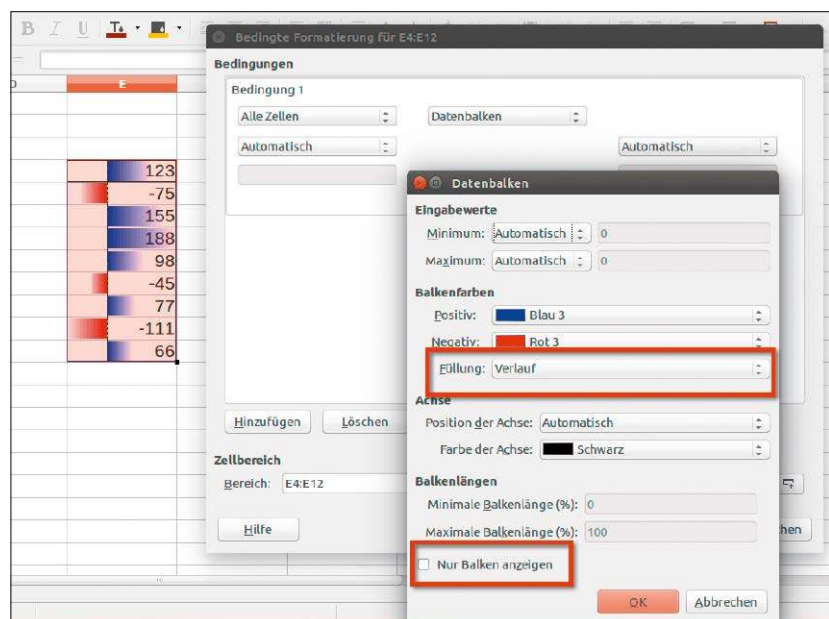 B I U
Bedingte Formatierung für E4:E12
Bedingungen
E
Bedingung 1
Alle Zellen Datenbalken
Automatisch Automatisch
123
-75
155
188
98
-45
77
-111
66
Datenbalken
Eingabewerte
Minimum: Automatisch 0
Maximum: Automatisch 0
Balkenfarben
Positiv: Blau 3
Negativ: Rot 3
Füllung: Verlauf
Achse
Position der Achse: Automatisch
Farbe der Achse: Schwarz
Balkenlängen
Minimale Balkenlänge (%): 0
Maximale Balkenlänge (%): 100
Nur Balken anzeigen
OK Abbrechen
Hinzufügen Löschen
Zellbereich
Bereich: E4:E12
Hilfe